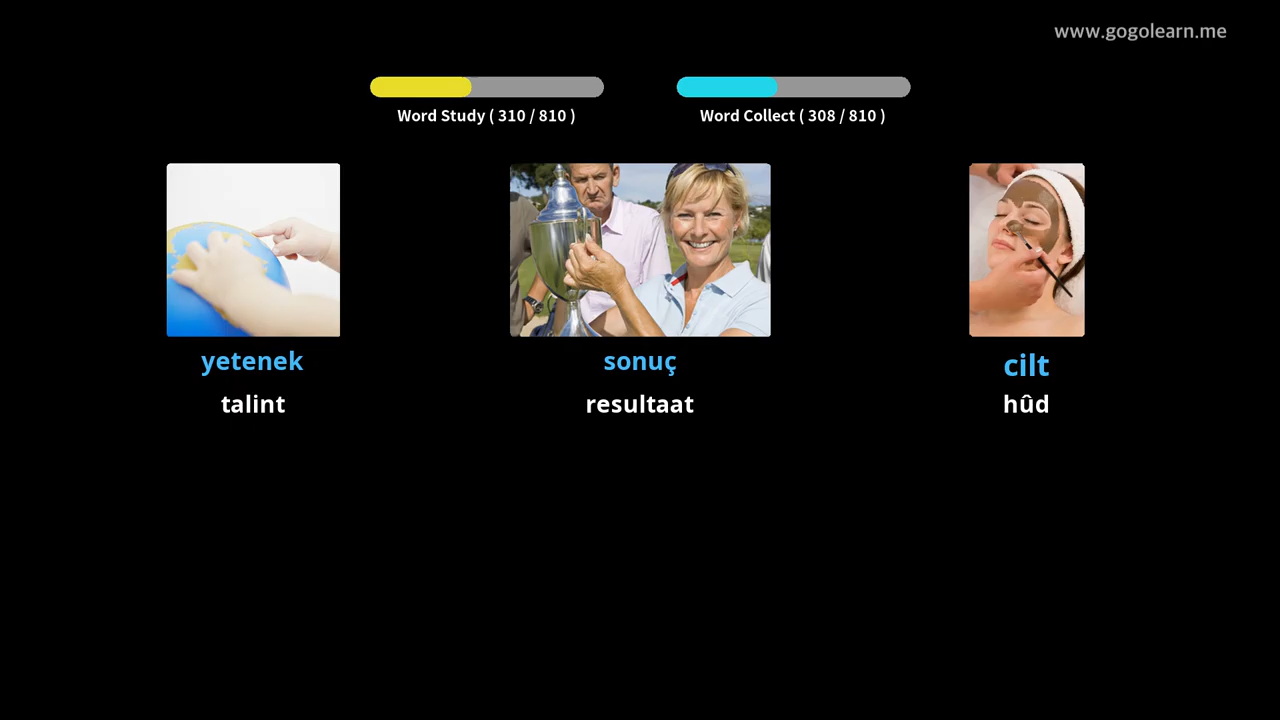 www.gogolearn.me
Word Study ( 310 / 810 )
Word Collect ( 308 / 810 )
yetenek
talint
sonuç
resultaat
cilt
hûd